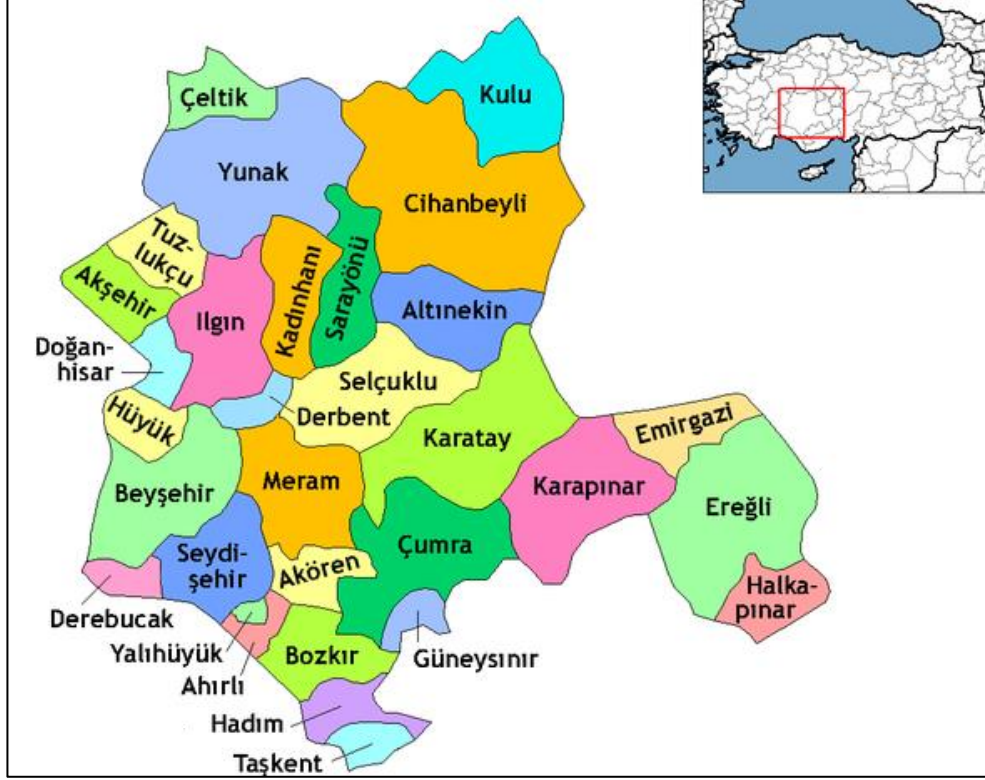 Kulu
Çeltik
Yunak
Cihanbeyli
Tuz-
lukçu
Akşehir
Ilgın
Kadınhanı
Sarayönü
Altınekin
Doğan-
hisar
Selçuklu
Derbent
Hüyük
Karatay
Emirgazi
Beyşehir
Meram
Karapınar
Ereğli
Seydi-
şehir
Akören
Çumra
Halka-
pınar
Derebucak
Yalıhüyük
Ahırlı
Bozkır
Güneysınır
Hadım
Taşkent